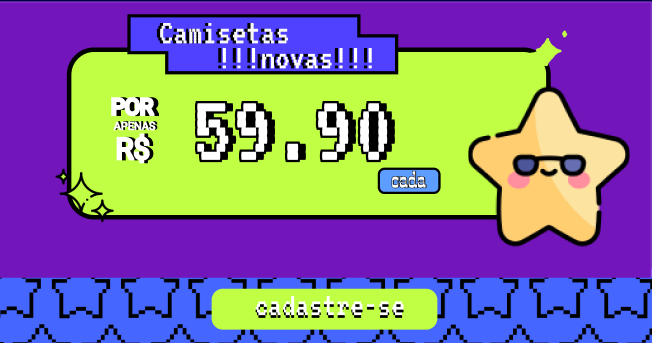 Camisetas
!!!novas!!!
POR
APENAS
R$
59.90
cada
cadastre-se